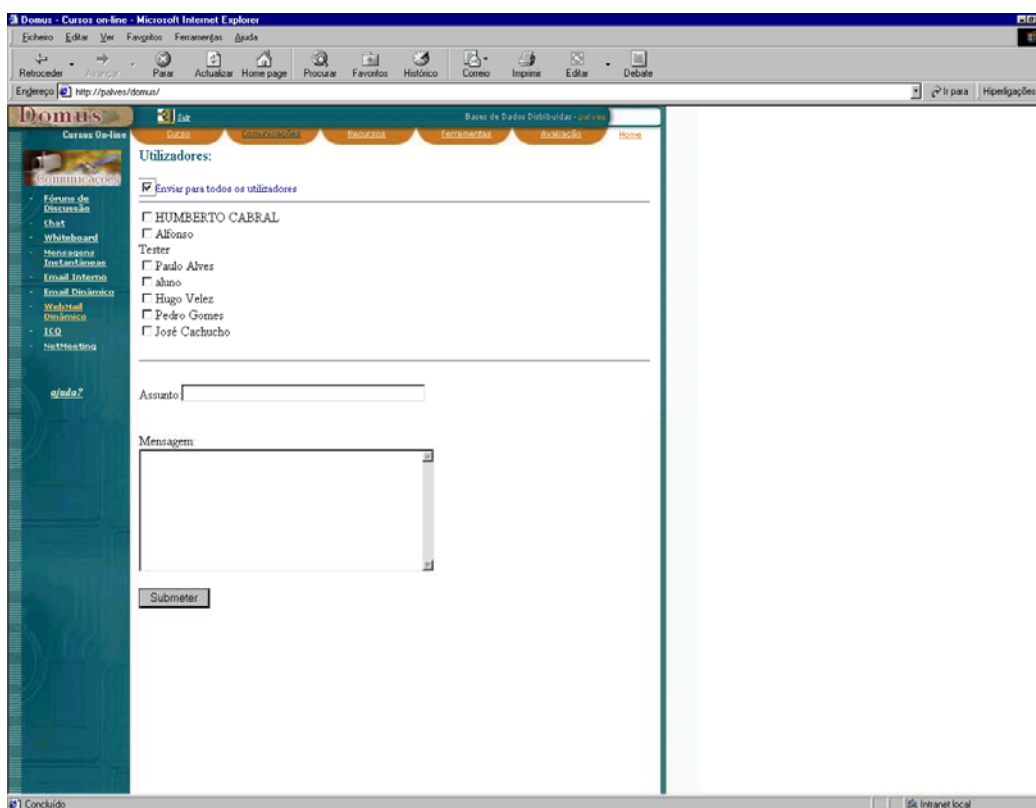 Domus - Cursos on-line - Microsoft Internet Explorer
Ficheiro Editar Ver Favoritos Ferramentas Ajuda
Retroceder Avançar Parar Actualizar Home page Procurar Favoritos Histórico Correio Imprimir Editar Debate
Endereço http://palves/domus/ Ir para Hiperligações
Domus
Cursos On-line
Sair
Bases de Dados Distribuídas - palves
Curso Comunicações Recursos Ferramentas Avaliação Home
Comunicações
Fóruns de
Discussão
Chat
Whiteboard
Mensagens
Instantâneas
Email Interno
Email Dinâmico
WebMail
Dinâmico
ICQ
NetMeeting
ajuda?
Utilizadores:
Enviar para todos os utilizadores
HUMBERTO CABRAL
Alfonso
Tester
Paulo Alves
aluno
Hugo Velez
Pedro Gomes
José Cachucho
Assunto:
Mensagem:
Submeter
Concluído
Intranet local